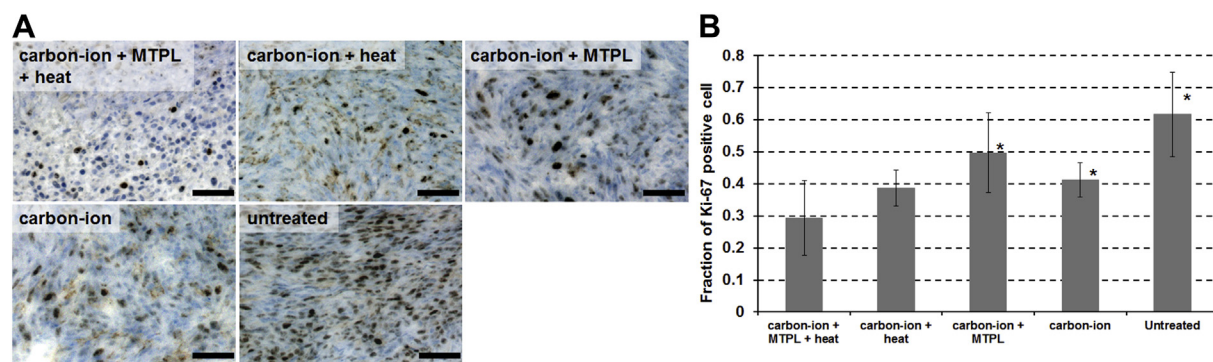 A
carbon-ion + MTPL
+ heat
carbon-ion + heat
carbon-ion + MTPL
carbon-ion
untreated
B
Fraction of Ki-67 positive cell
0.8
0.7
0.6
0.5
0.4
0.3
0.2
0.1
0
*
*
*
carbon-ion +
MTPL + heat
carbon-ion +
heat
carbon-ion +
MTPL
carbon-ion
Untreated